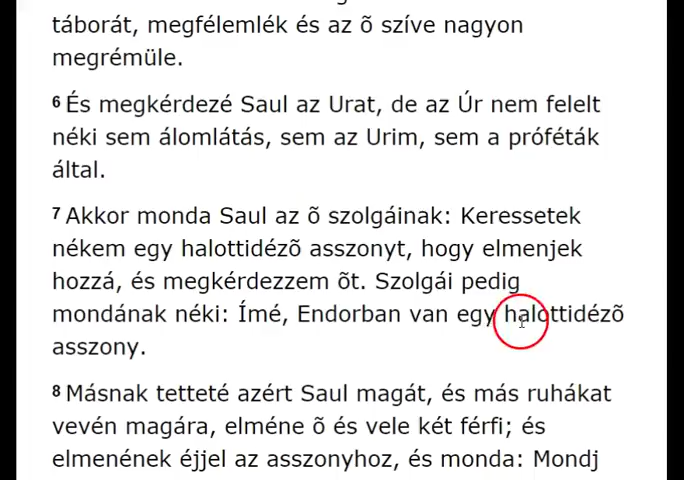 táborát, megfélemlék és az õ szíve nagyon
megrémüle.
6 És megkérdezé Saul az Urat, de az Úr nem felelt
néki sem álomlátás, sem az Urim, sem a próféták
által.
7 Akkor monda Saul az õ szolgáinak: Keressetek
nékem egy halottidézõ asszonyt, hogy elmenjek
hozzá, és megkérdezzem õt. Szolgái pedig
mondának néki: Ímé, Endorban van egy halottidézõ
asszony.
8 Másnak tetteté azért Saul magát, és más ruhákat
vevén magára, elméne õ és vele két férfi; és
elmenének éjjel az asszonyhoz, és monda: Mondj